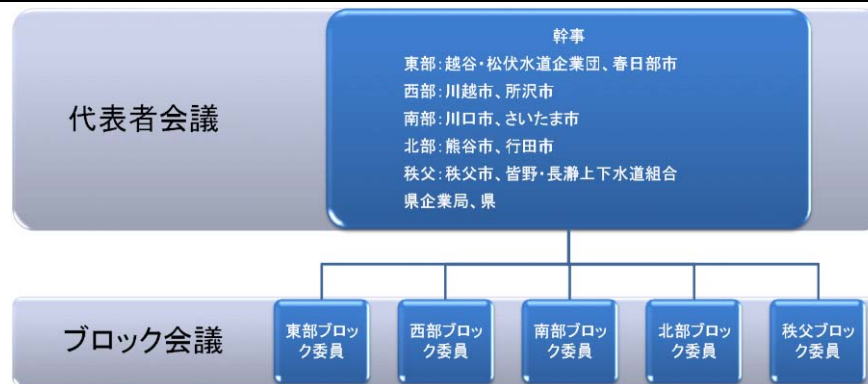 代表者会議
幹事
東部:越谷・松伏水道企業団、春日部市
西部:川越市、所沢市
南部:川口市、さいたま市
北部:熊谷市、行田市
秩父:秩父市、皆野・長瀞上下水道組合
県企業局、県
ブロック会議
東部ブロッ
ク委員
西部ブロッ
ク委員
南部ブロッ
ク委員
北部ブロッ
ク委員
秩父ブロッ
ク委員